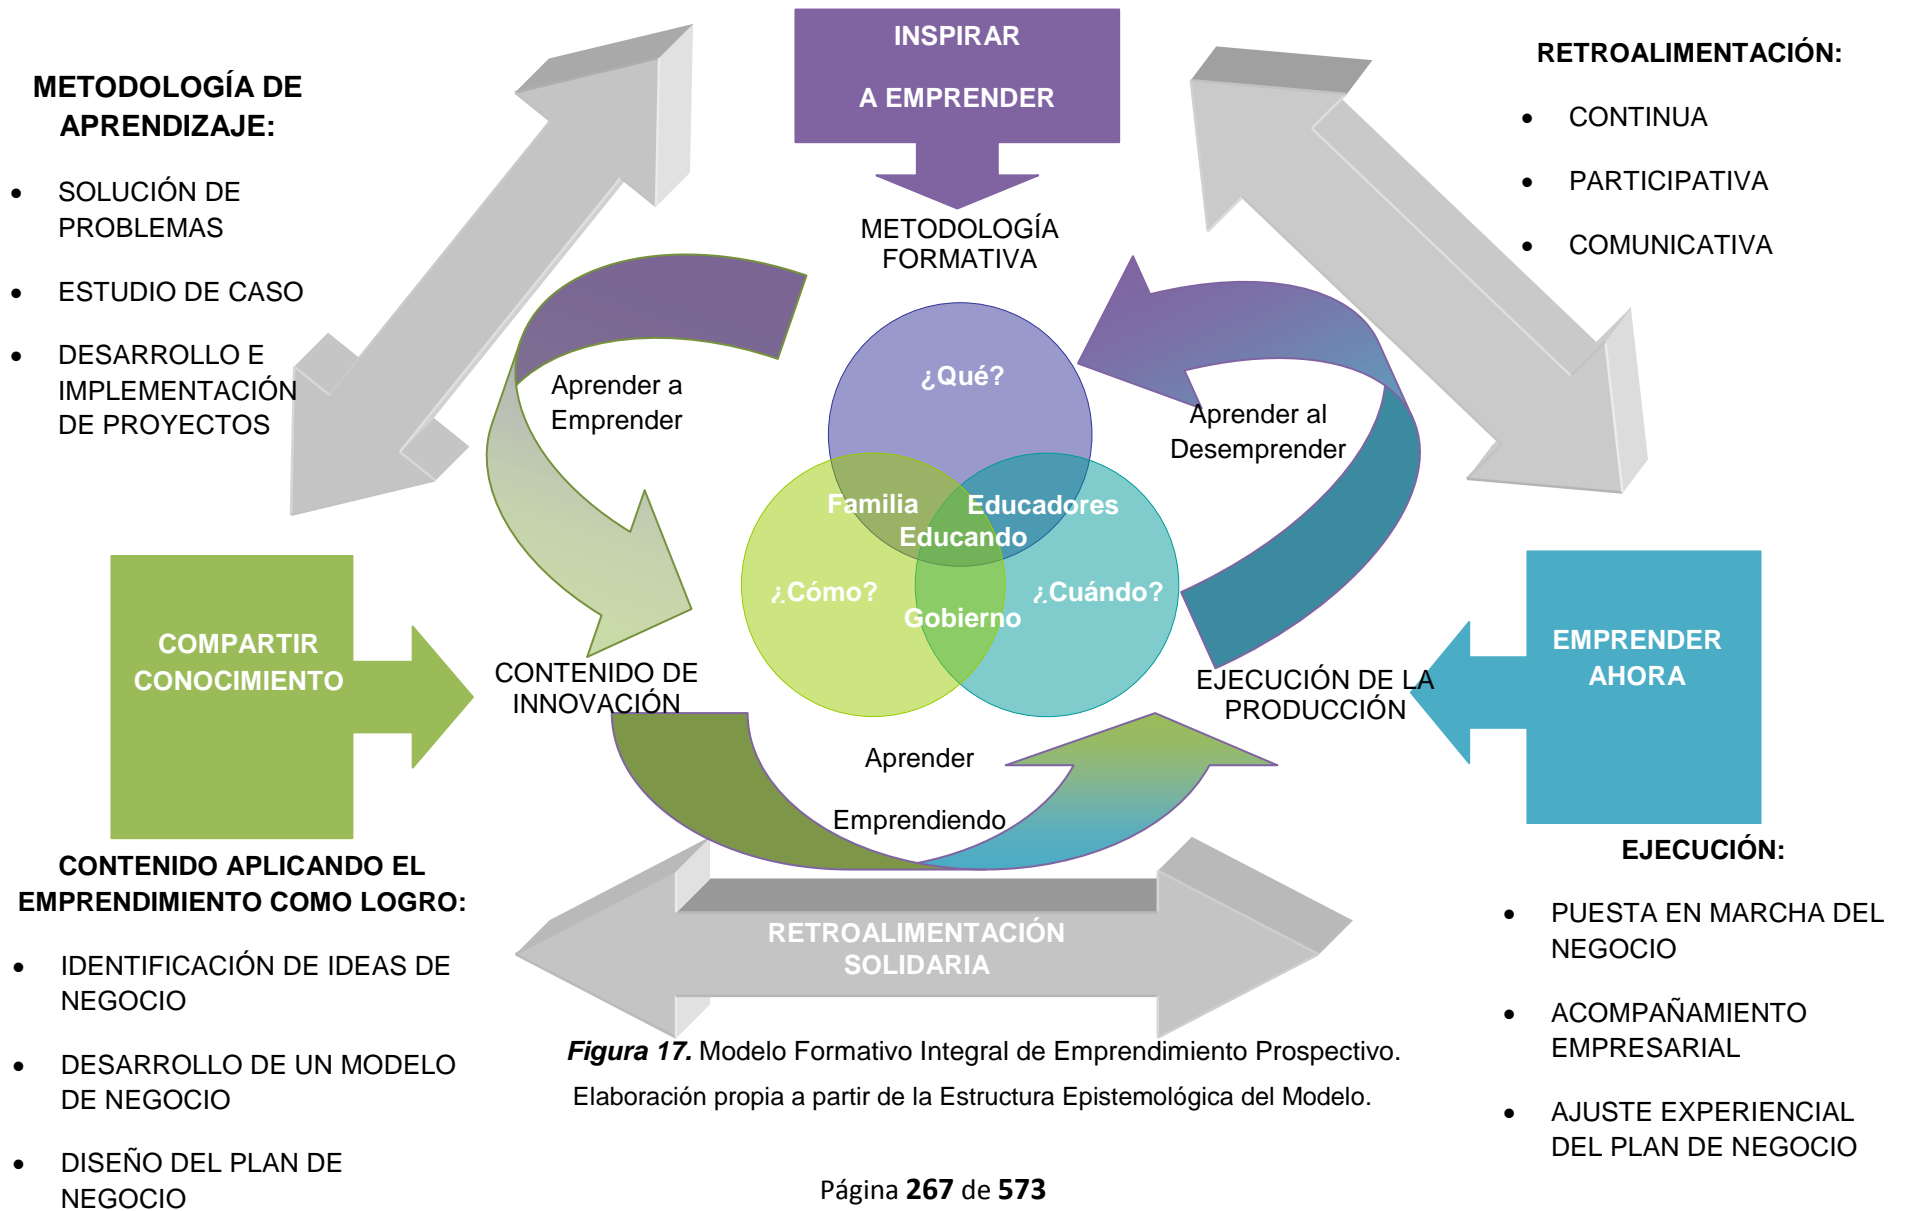 INSPIRAR
A EMPRENDER
METODOLOGÍA DE
APRENDIZAJE:
• SOLUCIÓN DE
PROBLEMAS
• ESTUDIO DE CASO
• DESARROLLO E
IMPLEMENTACIÓN
DE PROYECTOS
RETROALIMENTACIÓN:
• CONTINUA
• PARTICIPATIVA
• COMUNICATIVA
METODOLOGÍA
FORMATIVA
Aprender a
Emprender
¿Qué?
Aprender al
Desemprender
Familia
Educadores
Educando
¿Cómo?
¿Cuándo?
Gobierno
COMPARTIR
CONOCIMIENTO
CONTENIDO DE
INNOVACIÓN
EJECUCIÓN DE LA
PRODUCCIÓN
EMPRENDER
AHORA
Aprender
Emprendiendo
CONTENIDO APLICANDO EL
EMPRENDIMIENTO COMO LOGRO:
• IDENTIFICACIÓN DE IDEAS DE
NEGOCIO
• DESARROLLO DE UN MODELO
DE NEGOCIO
• DISEÑO DEL PLAN DE
NEGOCIO
RETROALIMENTACIÓN
SOLIDARIA
EJECUCIÓN:
• PUESTA EN MARCHA DEL
NEGOCIO
• ACOMPAÑAMIENTO
EMPRESARIAL
• AJUSTE EXPERIENCIAL
DEL PLAN DE NEGOCIO
Figura 17. Modelo Formativo Integral de Emprendimiento Prospectivo.
Elaboración propia a partir de la Estructura Epistemológica del Modelo.
Página 267 de 573